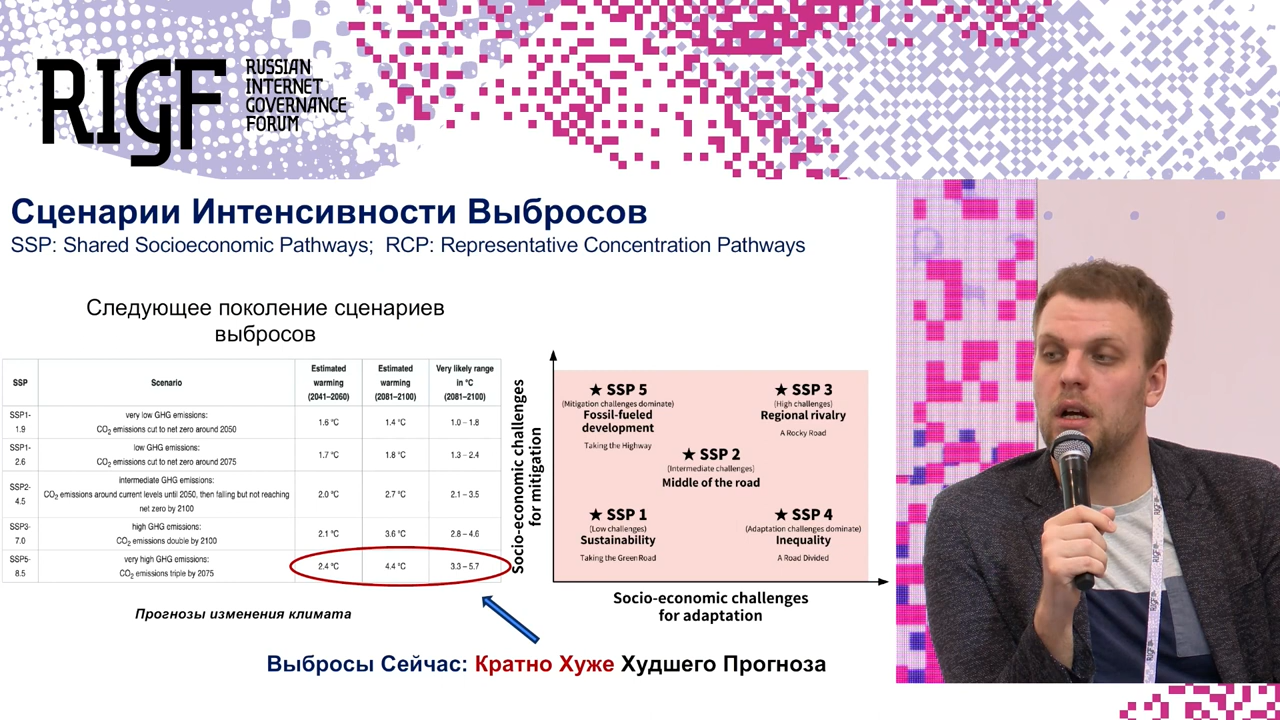 RIGF
RUSSIAN
INTERNET
GOVERNANCE
FORUM
Сценарии Интенсивности Выбросов
SSP: Shared Socioeconomic Pathways; RCP: Representative Concentration Pathways
Следующее поколение сценариев
выбросов
SSP Scenario Estimated warming (2041–2060) Estimated warming (2081–2100) Very likely range in °C (2081–2100)
SSP1-1.9 very low GHG emissions: CO2 emissions cut to net zero around 2050 1.6 °C 1.4 °C 1.0 – 1.8
SSP1-2.6 low GHG emissions: CO2 emissions cut to net zero around 2075 1.7 °C 1.8 °C 1.3 – 2.4
SSP2-4.5 intermediate GHG emissions: CO2 emissions around current levels until 2050, then falling but not reaching net zero by 2100 2.0 °C 2.7 °C 2.1 – 3.5
SSP3-7.0 high GHG emissions: CO2 emissions double by 2100 2.1 °C 3.6 °C 2.8 – 4.6
SSP5-8.5 very high GHG emissions: CO2 emissions triple by 2075 2.4 °C 4.4 °C 3.3 – 5.7
Прогнозы изменения климата
Socio-economic challenges
for mitigation
★ SSP 5
(Mitigation challenges dominate)
Fossil-fueled
development
Taking the Highway
★ SSP 3
(High challenges)
Regional rivalry
A Rocky Road
★ SSP 2
(Intermediate challenges)
Middle of the road
★ SSP 1
(Low challenges)
Sustainability
Taking the Green Road
★ SSP 4
(Adaptation challenges dominate)
Inequality
A Road Divided
Socio-economic challenges
for adaptation
Выбросы Сейчас: Кратно Хуже Худшего Прогноза
RIGF
RIGF